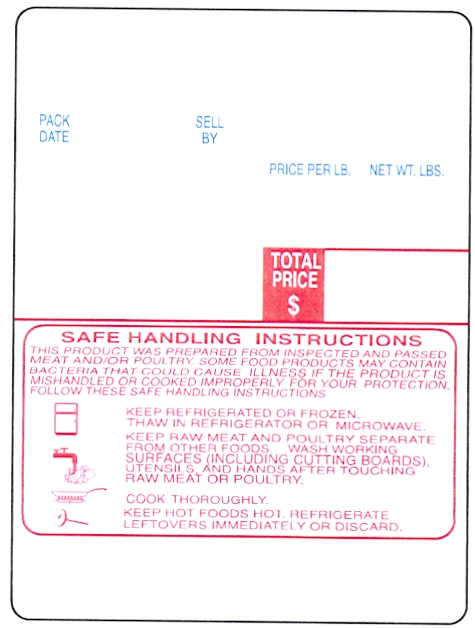 PACK
DATE
SELL
BY
PRICE PER LB. NET WT. LBS.
TOTAL
PRICE
$
SAFE HANDLING INSTRUCTIONS
THIS PRODUCT WAS PREPARED FROM INSPECTED AND PASSED
MEAT AND/OR POULTRY. SOME FOOD PRODUCTS MAY CONTAIN
BACTERIA THAT COULD CAUSE ILLNESS IF THE PRODUCT IS
MISHANDLED OR COOKED IMPROPERLY FOR YOUR PROTECTION,
FOLLOW THESE SAFE HANDLING INSTRUCTIONS
KEEP REFRIGERATED OR FROZEN.
THAW IN REFRIGERATOR OR MICROWAVE.
KEEP RAW MEAT AND POULTRY SEPARATE
FROM OTHER FOODS. WASH WORKING
SURFACES (INCLUDING CUTTING BOARDS),
UTENSILS, AND HANDS AFTER TOUCHING
RAW MEAT OR POULTRY.
COOK THOROUGHLY.
KEEP HOT FOODS HOT. REFRIGERATE
LEFTOVERS IMMEDIATELY OR DISCARD.